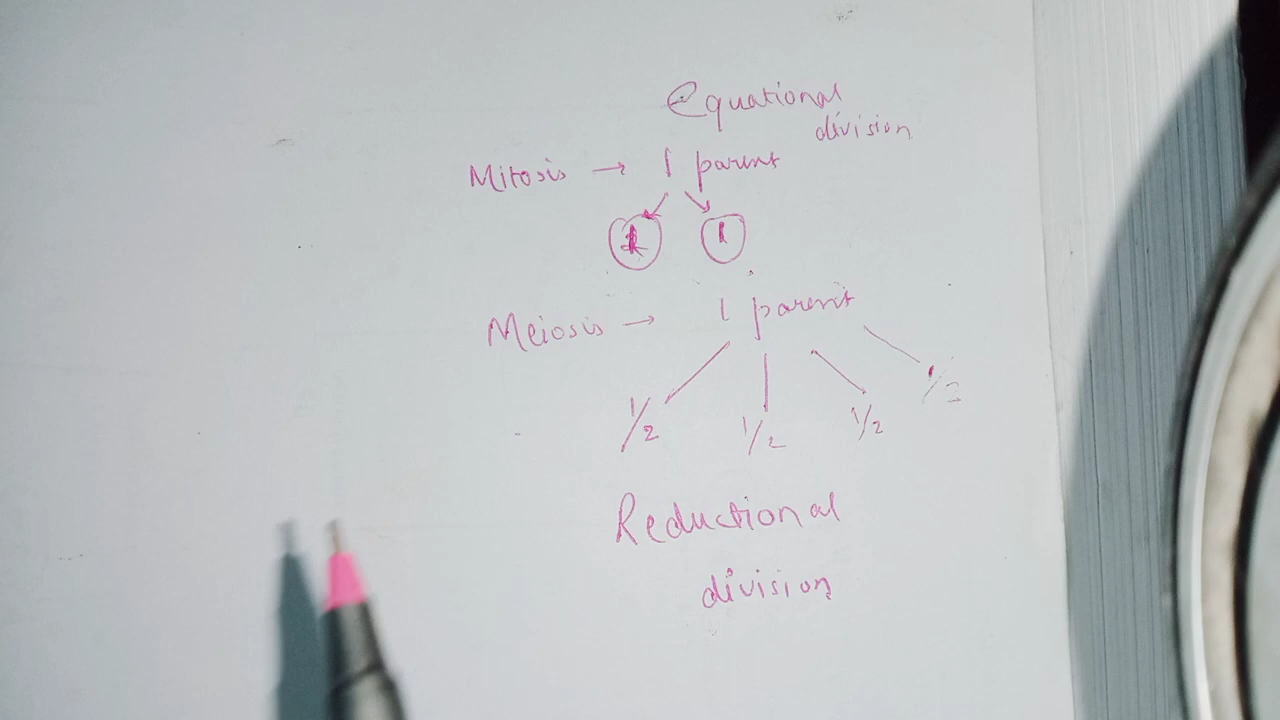 Equational
division
Mitosis → 1 parent
1 1
Meiosis → 1 parent
1/2 1/2 1/2 1/2
Reductional
division